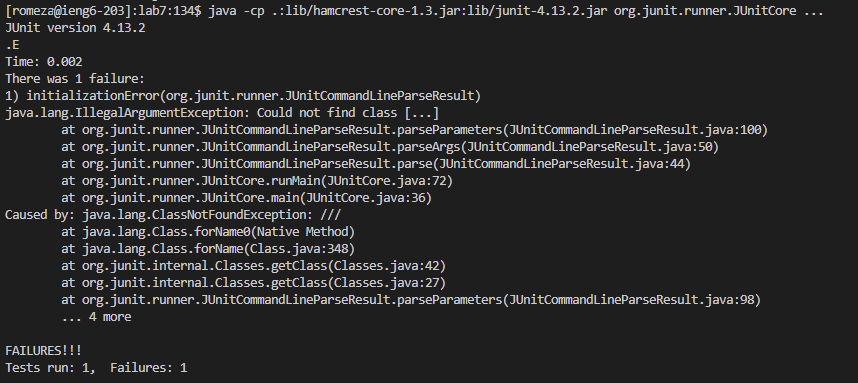 [romeza@ieng6-203]:lab7:134$ java -cp .:lib/hamcrest-core-1.3.jar:lib/junit-4.13.2.jar org.junit.runner.JUnitCore ...
JUnit version 4.13.2
.E
Time: 0.002
There was 1 failure:
1) initializationError(org.junit.runner.JUnitCommandLineParseResult)
java.lang.IllegalArgumentException: Could not find class [...]
        at org.junit.runner.JUnitCommandLineParseResult.parseParameters(JUnitCommandLineParseResult.java:100)
        at org.junit.runner.JUnitCommandLineParseResult.parseArgs(JUnitCommandLineParseResult.java:50)
        at org.junit.runner.JUnitCommandLineParseResult.parse(JUnitCommandLineParseResult.java:44)
        at org.junit.runner.JUnitCore.runMain(JUnitCore.java:72)
        at org.junit.runner.JUnitCore.main(JUnitCore.java:36)
Caused by: java.lang.ClassNotFoundException: ///
        at java.lang.Class.forName0(Native Method)
        at java.lang.Class.forName(Class.java:348)
        at org.junit.internal.Classes.getClass(Classes.java:42)
        at org.junit.internal.Classes.getClass(Classes.java:27)
        at org.junit.runner.JUnitCommandLineParseResult.parseParameters(JUnitCommandLineParseResult.java:98)
        ... 4 more

FAILURES!!!
Tests run: 1,  Failures: 1